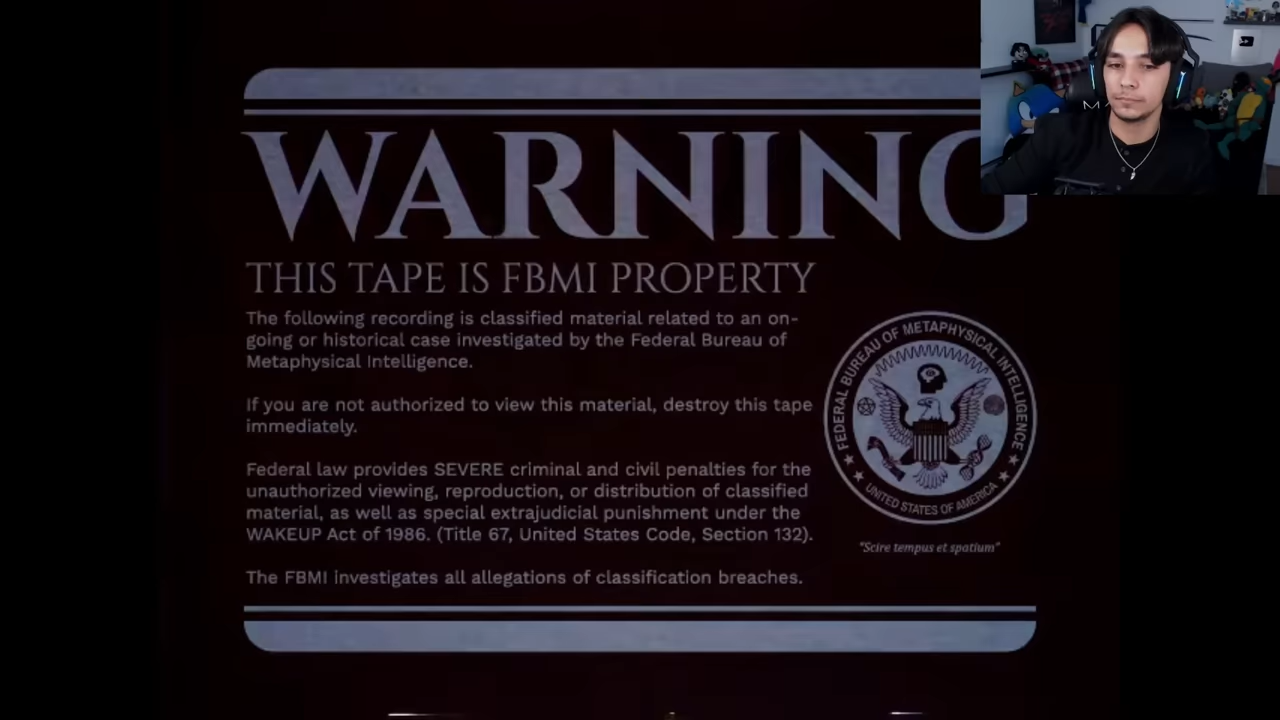 WARNING
THIS TAPE IS FBMI PROPERTY
The following recording is classified material related to an on-
going or historical case investigated by the Federal Bureau of
Metaphysical Intelligence.
If you are not authorized to view this material, destroy this tape
immediately.
Federal law provides SEVERE criminal and civil penalties for the
unauthorized viewing, reproduction, or distribution of classified
material, as well as special extrajudicial punishment under the
WAKEUP Act of 1986. (Title 67, United States Code, Section 132).
The FBMI investigates all allegations of classification breaches.
FEDERAL BUREAU OF METAPHYSICAL INTELLIGENCE
UNITED STATES OF AMERICA
"Scire tempus et spatium"